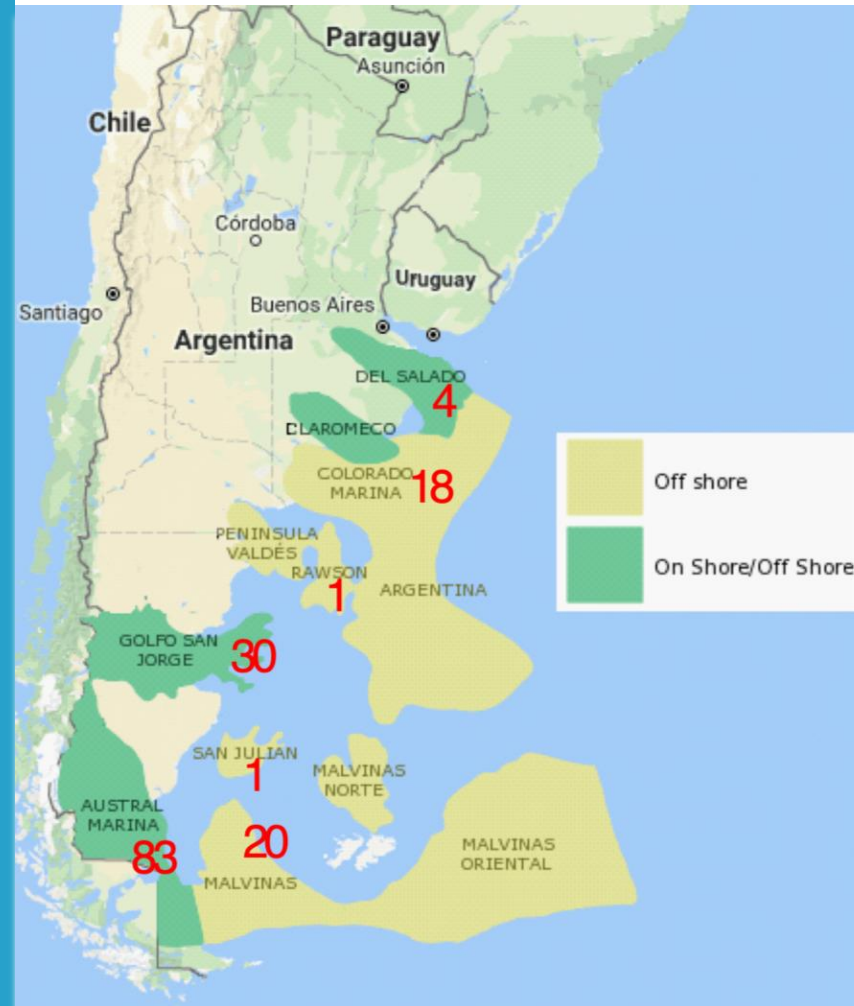 Paraguay
Asunción
Chile
Córdoba
Uruguay
Santiago
Buenos Aires
Argentina
DEL SALADO
4
CLAROMECO
COLORADO
MARINA
18
Off shore
PENINSULA
VALDÉS
RAWSON
1
ARGENTINA
On Shore/Off Shore
GOLFO SAN
JORGE
30
SAN JULIAN
1
MALVINAS
NORTE
AUSTRAL
MARINA
83
20
MALVINAS
MALVINAS
ORIENTAL